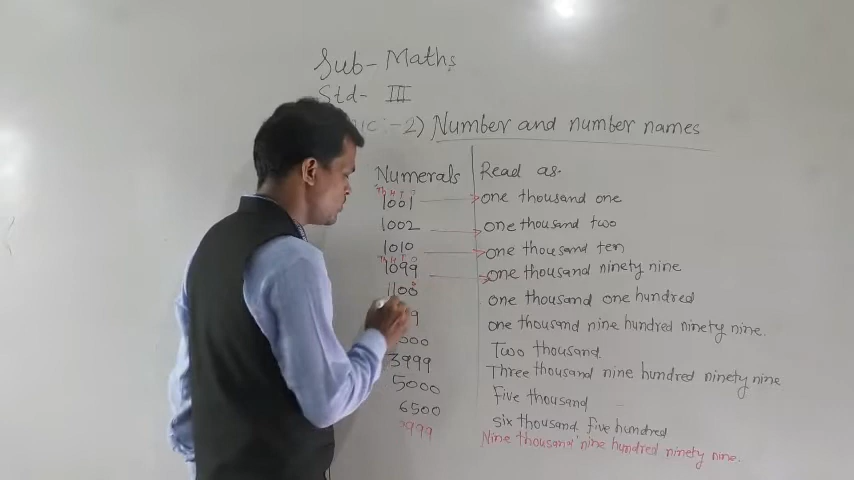 Sub- Maths
Std- III
2) Number and number names
Numerals Read as.
Th H T O
1001 one thousand one
1002 one thousand two
1010 one thousand ten
Th H T O
1099 one thousand ninety nine
1100 one thousand one hundred
one thousand nine hundred ninety nine.
Two thousand
3999 Three thousand nine hundred ninety nine
5000 five thousand
6500 six thousand five hundred
Nine thousand nine hundred ninety nine.